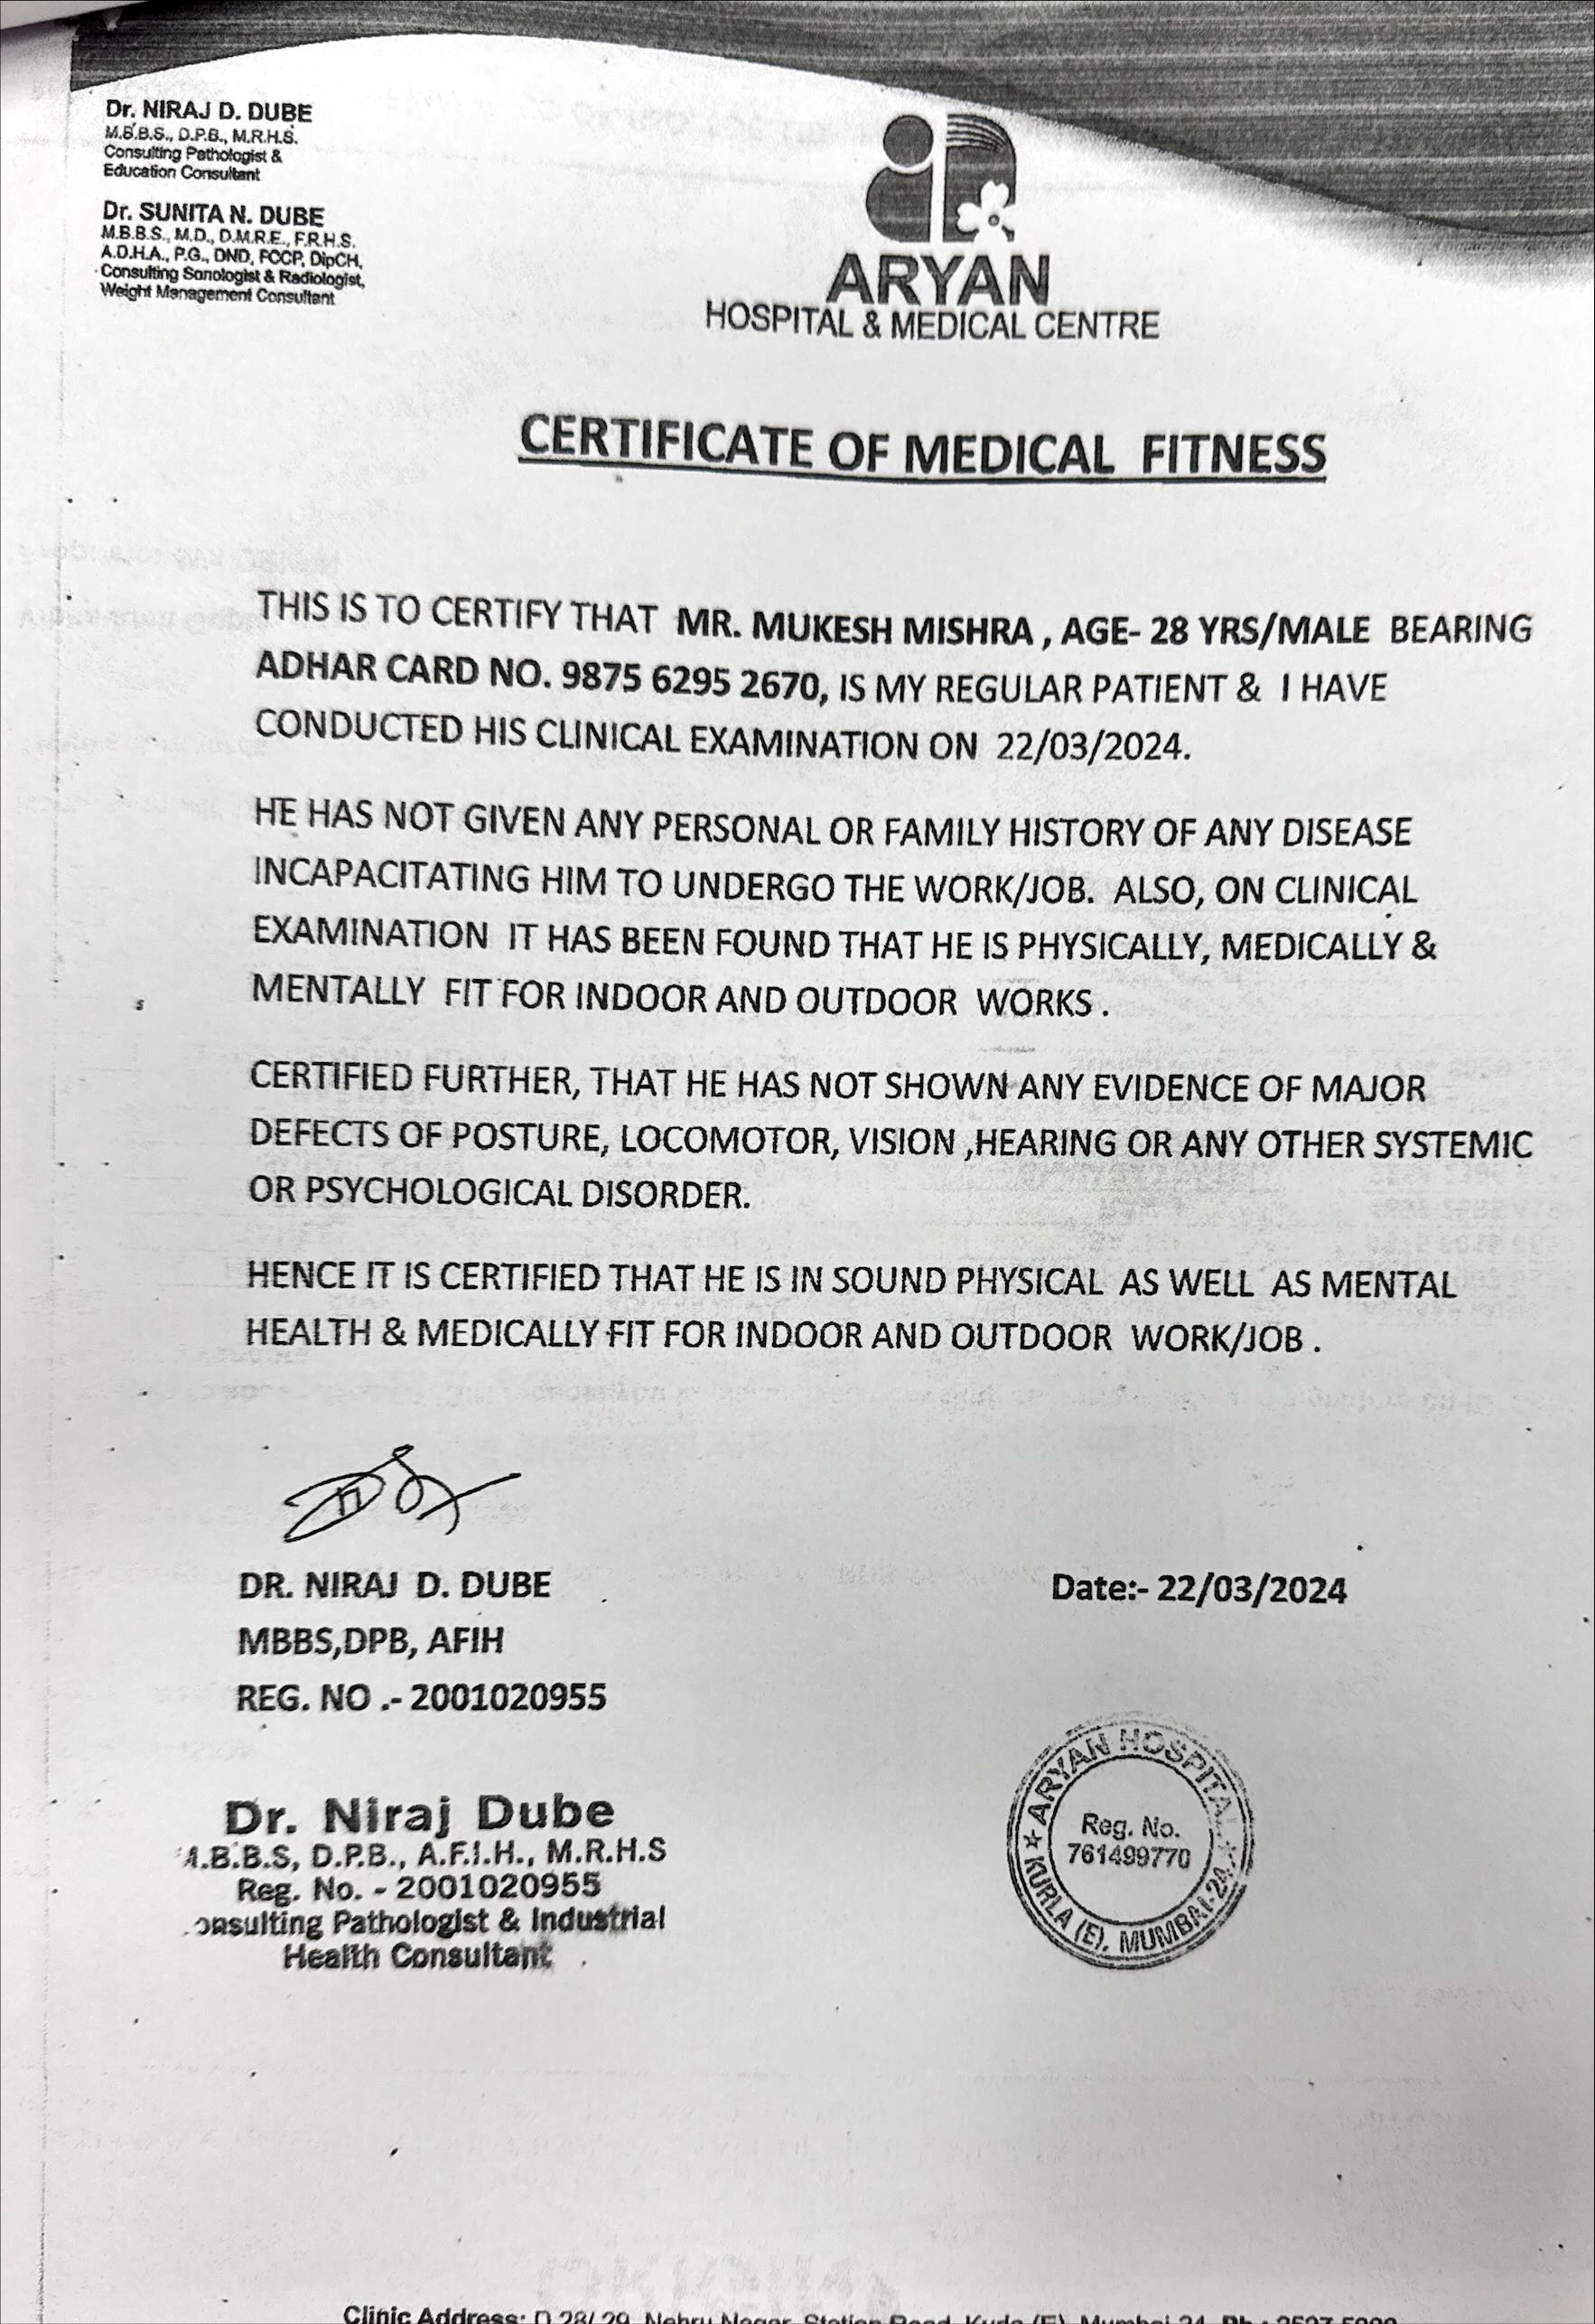 Dr. NIRAJ D. DUBE
M.B.B.S., D.P.B., M.R.H.S.
Consulting Pathologist &
Education Consultant
Dr. SUNITA N. DUBE
M.B.B.S., M.D., D.M.R.E., F.R.H.S.
A.D.H.A., P.G., DND, FCCP, DipCH,
Consulting Sonologist & Radiologist,
Weight Management Consultant
ARYAN
HOSPITAL & MEDICAL CENTRE
CERTIFICATE OF MEDICAL FITNESS
THIS IS TO CERTIFY THAT MR. MUKESH MISHRA , AGE- 28 YRS/MALE BEARING
ADHAR CARD NO. 9875 6295 2670, IS MY REGULAR PATIENT & I HAVE
CONDUCTED HIS CLINICAL EXAMINATION ON 22/03/2024.
HE HAS NOT GIVEN ANY PERSONAL OR FAMILY HISTORY OF ANY DISEASE
INCAPACITATING HIM TO UNDERGO THE WORK/JOB. ALSO, ON CLINICAL
EXAMINATION IT HAS BEEN FOUND THAT HE IS PHYSICALLY, MEDICALLY &
MENTALLY FIT FOR INDOOR AND OUTDOOR WORKS .
CERTIFIED FURTHER, THAT HE HAS NOT SHOWN ANY EVIDENCE OF MAJOR
DEFECTS OF POSTURE, LOCOMOTOR, VISION ,HEARING OR ANY OTHER SYSTEMIC
OR PSYCHOLOGICAL DISORDER.
HENCE IT IS CERTIFIED THAT HE IS IN SOUND PHYSICAL AS WELL AS MENTAL
HEALTH & MEDICALLY FIT FOR INDOOR AND OUTDOOR WORK/JOB .
DR. NIRAJ D. DUBE
Date:- 22/03/2024
MBBS,DPB, AFIH
REG. NO .- 2001020955
Dr. Niraj Dube
M.B.B.S, D.P.B., A.F.I.H., M.R.H.S
Reg. No. - 2001020955
onsulting Pathologist & Industrial
Health Consultant
ARYAN HOSPITAL
Reg. No.
761499770
KURLA (E), MUMBAI-24
Clinic Address: D 28/ 29, Nehru Nagar, Station Road, Kurla (E), Mumbai 24. Ph.: